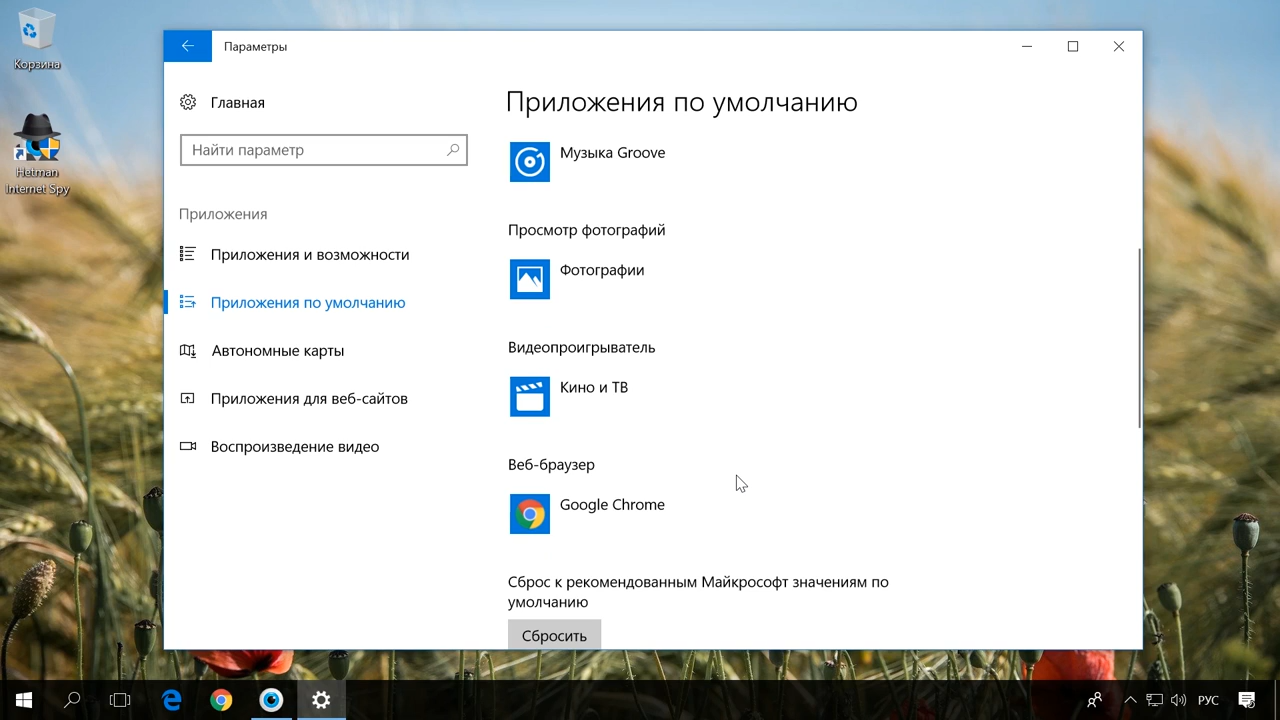 Корзина
Hetman
Internet Spy
Параметры
Главная
Найти параметр
Приложения
Приложения и возможности
Приложения по умолчанию
Автономные карты
Приложения для веб-сайтов
Воспроизведение видео
Приложения по умолчанию
Музыка Groove
Просмотр фотографий
Фотографии
Видеопроигрыватель
Кино и ТВ
Веб-браузер
Google Chrome
Сброс к рекомендованным Майкрософт значениям по
умолчанию
Сбросить
РУС